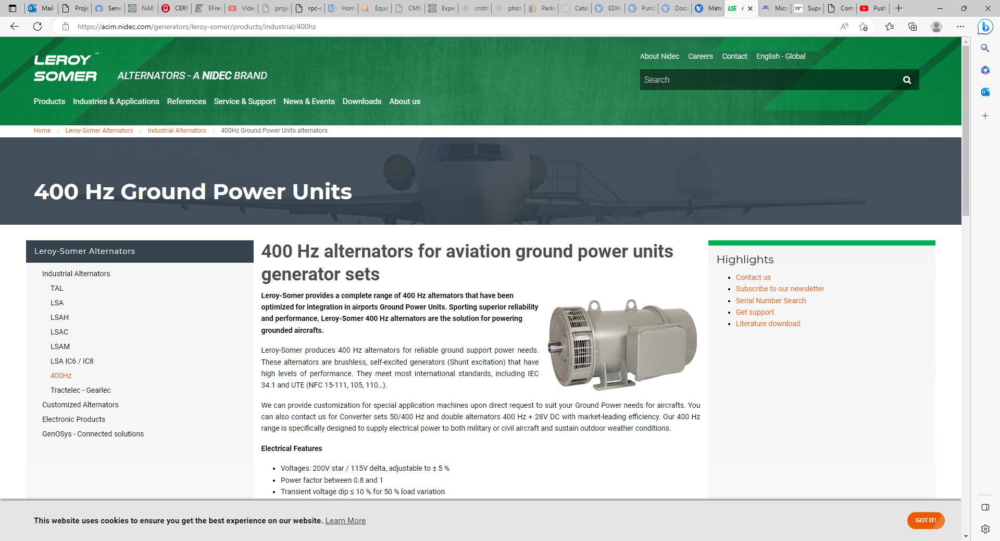 Mail
Proje
Servi
NA6
CERN
EFre
Video
proje
rpc-c
Hom
Equip
CMS-
Expe
crott
phot
Parke
Catal
EDH
Purch
Docu
Mate
Micr
Supe
Com
Push
https://acim.nidec.com/generators/leroy-somer/products/industrial/400hz
LEROY ™
SOMER
ALTERNATORS - A NIDEC BRAND
About Nidec Careers Contact English - Global
Search
Products Industries & Applications References Service & Support News & Events Downloads About us
Home / Leroy-Somer Alternators / Industrial Alternators / 400Hz Ground Power Units alternators
400 Hz Ground Power Units
Leroy-Somer Alternators
Industrial Alternators
TAL
LSA
LSAH
LSAC
LSAM
LSA IC6 / IC8
400Hz
Tractelec - Gearlec
Customized Alternators
Electronic Products
GenOSys - Connected solutions
400 Hz alternators for aviation ground power units
generator sets
Leroy-Somer provides a complete range of 400 Hz alternators that have been
optimized for integration in airports Ground Power Units. Sporting superior reliability
and performance, Leroy-Somer 400 Hz alternators are the solution for powering
grounded aircrafts.
Leroy-Somer produces 400 Hz alternators for reliable ground support power needs.
These alternators are brushless, self-excited generators (Shunt excitation) that have
high levels of performance. They meet most international standards, including IEC
34.1 and UTE (NFC 15-111, 105, 110…).
We can provide customization for special application machines upon direct request to suit your Ground Power needs for aircrafts. You
can also contact us for Converter sets 50/400 Hz and double alternators 400 Hz + 28V DC with market-leading efficiency. Our 400 Hz
range is specifically designed to supply electrical power to both military or civil aircraft and sustain outdoor weather conditions.
Electrical Features
• Voltages: 200V star / 115V delta, adjustable to ± 5 %
• Power factor between 0.8 and 1
• Transient voltage dip ≤ 10 % for 50 % load variation
Highlights
• Contact us
• Subscribe to our newsletter
• Serial Number Search
• Get support
• Literature download
This website uses cookies to ensure you get the best experience on our website. Learn More
GOT IT!